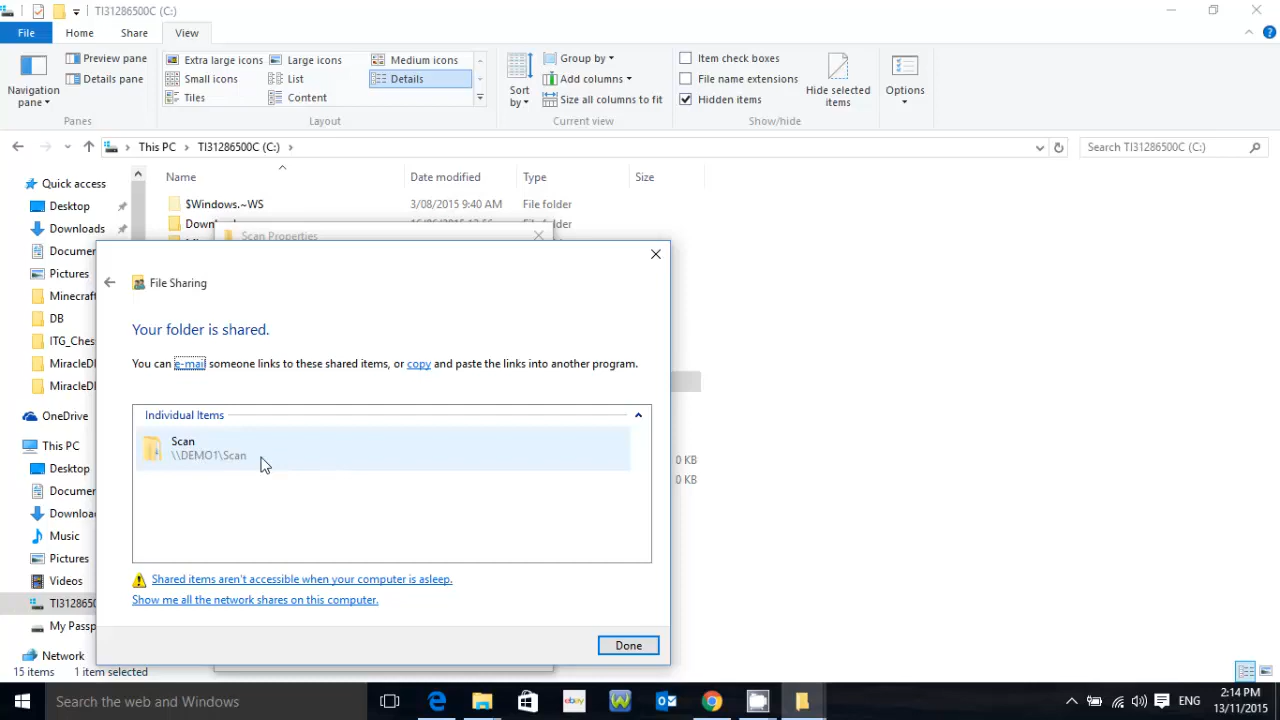 TI31286500C (C:)
File Home Share View
Preview pane
Details pane
Navigation pane
Panes
Extra large icons Large icons Medium icons
Small icons List Details
Tiles Content
Layout
Sort by
Group by
Add columns
Size all columns to fit
Current view
Item check boxes
File name extensions
Hidden items
Hide selected items
Show/hide
Options
This PC TI31286500C (C:)
Search TI31286500C (C:)
Name Date modified Type Size
$Windows.~WS 3/08/2015 9:40 AM File folder
Quick access
Desktop
Downloads
Documen
Pictures
Minecraft
DB
ITG_Ches
MiracleD
MiracleD
OneDrive
This PC
Desktop
Documen
Downloa
Music
Pictures
Videos
TI3128650
My Passp
Network
15 items 1 item selected
Scan Properties
File Sharing
Your folder is shared.
You can e-mail someone links to these shared items, or copy and paste the links into another program.
Individual Items
Scan
\\DEMO1\Scan
Shared items aren't accessible when your computer is asleep.
Show me all the network shares on this computer.
Done
0 KB
0 KB
Search the web and Windows
ebay
ENG
2:14 PM
13/11/2015